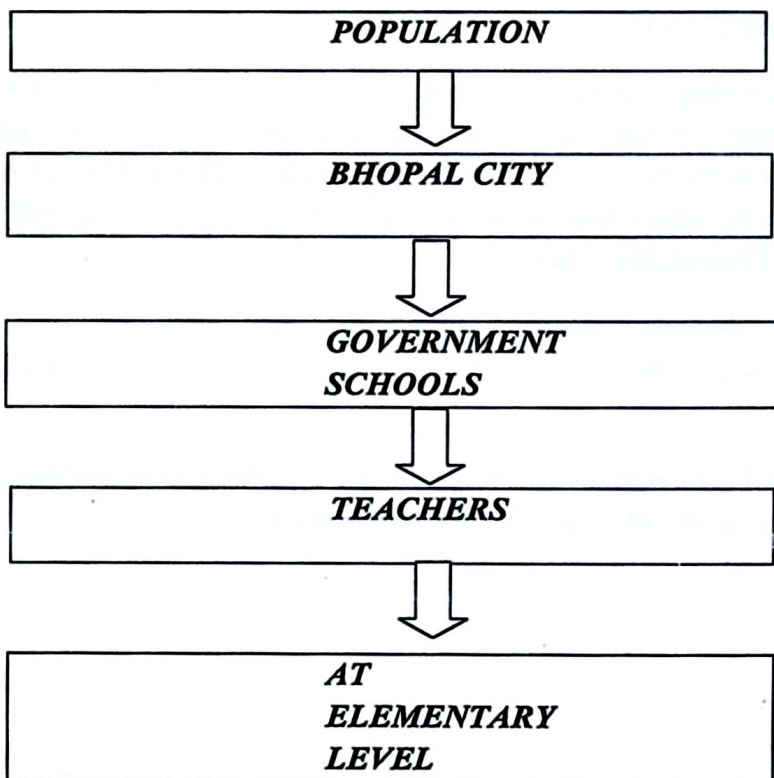 POPULATION
BHOPAL CITY
GOVERNMENT
SCHOOLS
TEACHERS
AT
ELEMENTARY
LEVEL